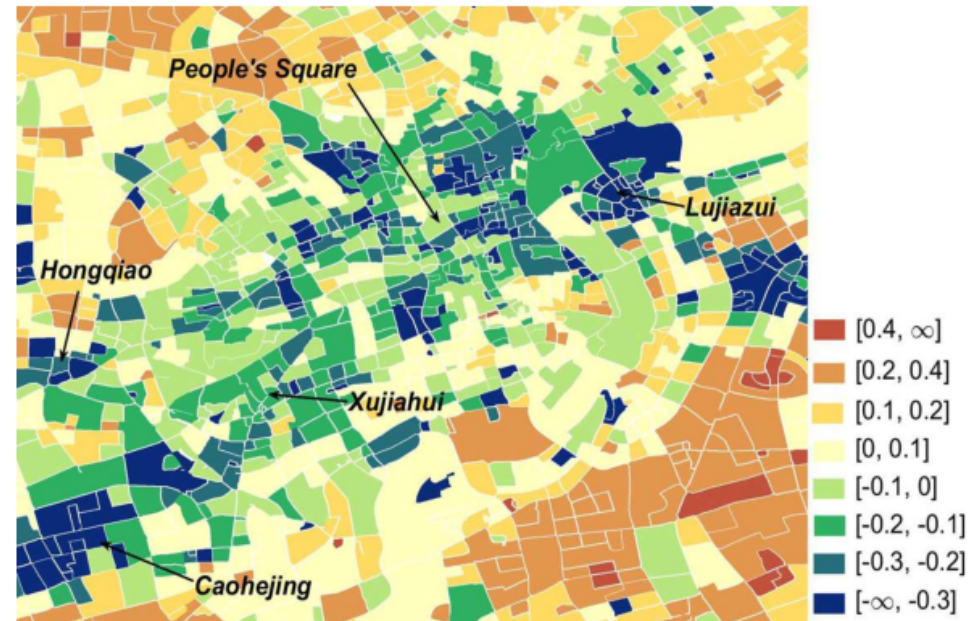 People's Square
Lujiazui
Hongqiao
Xujiahui
Caohejing
[0.4, ∞]
[0.2, 0.4]
[0.1, 0.2]
[0, 0.1]
[-0.1, 0]
[-0.2, -0.1]
[-0.3, -0.2]
[-∞, -0.3]